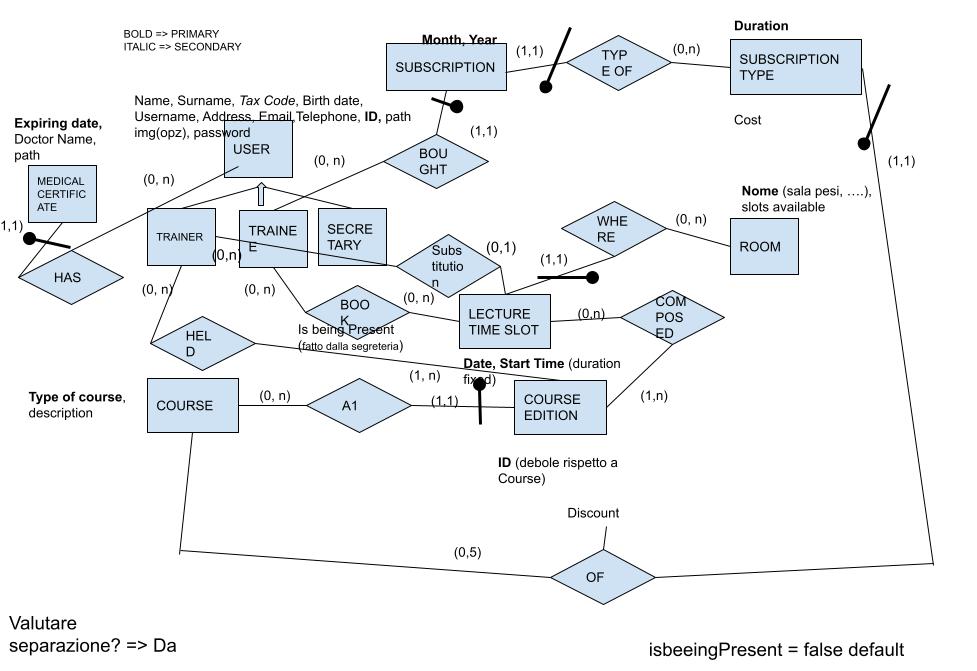 BOLD => PRIMARY
ITALIC => SECONDARY
Month, Year
SUBSCRIPTION
(1,1)
TYP
E OF
(0,n)
Duration
SUBSCRIPTION
TYPE
Cost
(1,1)
Name, Surname, Tax Code, Birth date,
Username, Address, Email,Telephone, ID, path
img(opz), password
USER
(0, n)
BOU
GHT
(1,1)
Expiring date,
Doctor Name,
path
MEDICAL
CERTIFIC
ATE
(0, n)
1,1)
HAS
TRAINER
TRAINE
E
SECRE
TARY
(0,n)
Subs
titutio
n
(0,1)
WHE
RE
(0, n)
(1,1)
Nome (sala pesi, ….),
slots available
ROOM
(0, n)
(0, n)
BOO
K
(0, n)
Is being Present
(fatto dalla segreteria)
LECTURE
TIME SLOT
(0,n)
COM
POS
ED
HEL
D
Date, Start Time (duration
fixed)
(1, n)
Type of course,
description
COURSE
(0, n)
A1
(1,1)
COURSE
EDITION
(1,n)
ID (debole rispetto a
Course)
Discount
(0,5)
OF
Valutare
separazione? => Da
isbeeingPresent = false default